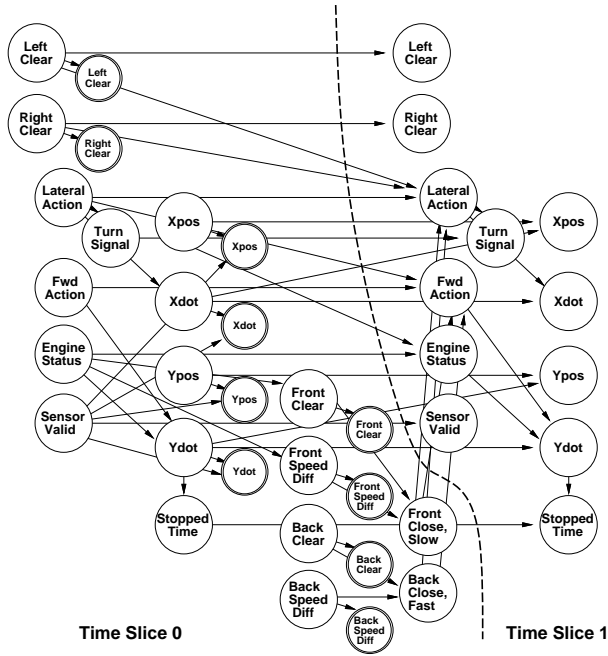 Left
Clear
Left
Clear
Left
Clear
Right
Clear
Right
Clear
Right
Clear
Lateral
Action
Xpos
Lateral
Action
Xpos
Turn
Signal
Xpos
Turn
Signal
Fwd
Action
Xdot
Fwd
Action
Xdot
Xdot
Engine
Status
Engine
Status
Ypos
Front
Clear
Ypos
Ypos
Sensor
Valid
Front
Clear
Sensor
Valid
Ydot
Front
Speed
Diff
Ydot
Ydot
Front
Speed
Diff
Stopped
Time
Front
Close,
Slow
Stopped
Time
Back
Clear
Back
Clear
Back
Speed
Diff
Back
Close,
Fast
Back
Speed
Diff
Time Slice 0
Time Slice 1